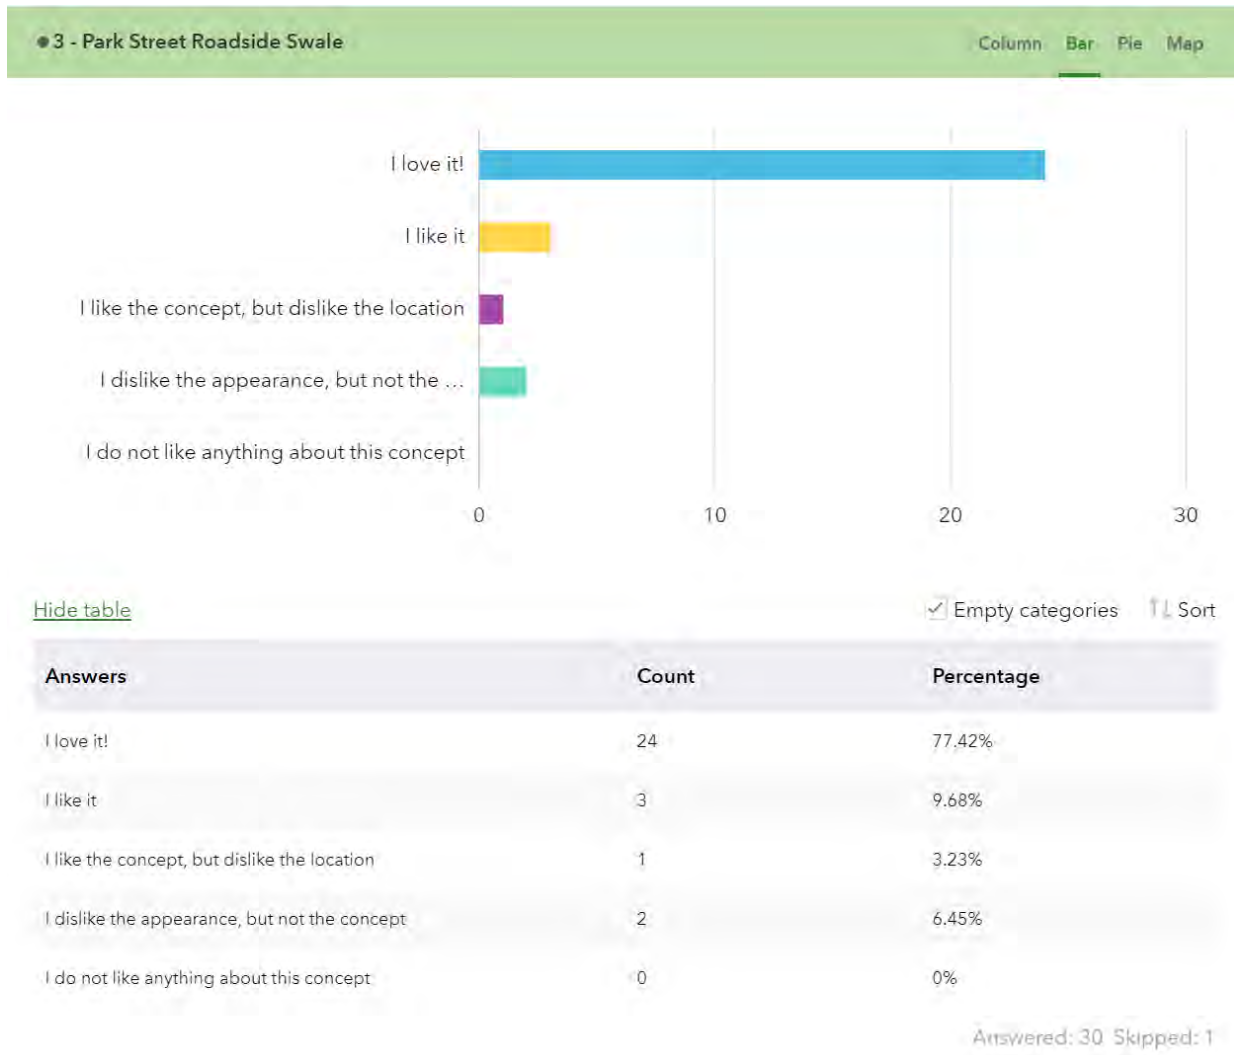 3 - Park Street Roadside Swale
Column Bar Pie Map
I love it!
I like it
I like the concept, but dislike the location
I dislike the appearance, but not the ...
I do not like anything about this concept
0 10 20 30
Hide table
Empty categories Sort
Answers Count Percentage
I love it! 24 77.42%
I like it 3 9.68%
I like the concept, but dislike the location 1 3.23%
I dislike the appearance, but not the concept 2 6.45%
I do not like anything about this concept 0 0%
Answered: 30 Skipped: 1